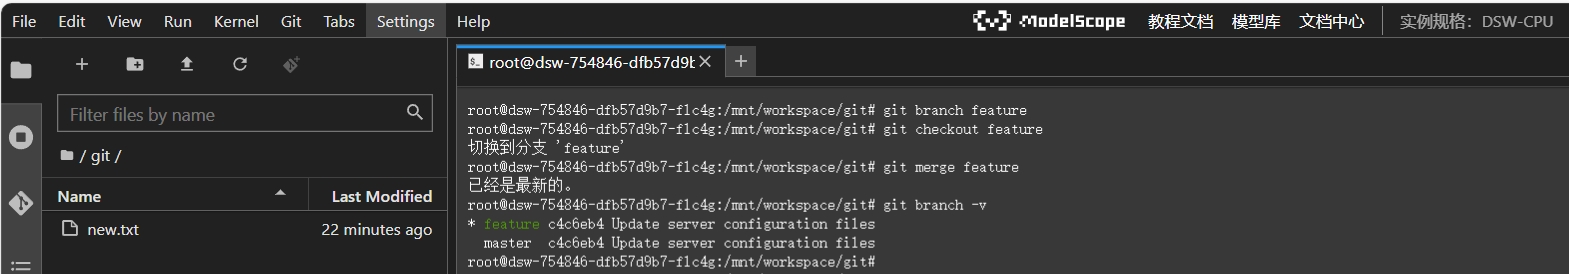 File Edit View Run Kernel Git Tabs Settings Help
ModelScope 教程文档 模型库 文档中心 实例规格：DSW-CPU
Filter files by name
/ git /
Name Last Modified
new.txt 22 minutes ago
root@dsw-754846-dfb57d9b
root@dsw-754846-dfb57d9b7-flc4g:/mnt/workspace/git# git branch feature
root@dsw-754846-dfb57d9b7-flc4g:/mnt/workspace/git# git checkout feature
切换到分支 'feature'
root@dsw-754846-dfb57d9b7-flc4g:/mnt/workspace/git# git merge feature
已经是最新的。
root@dsw-754846-dfb57d9b7-flc4g:/mnt/workspace/git# git branch -v
* feature c4c6eb4 Update server configuration files
master c4c6eb4 Update server configuration files
root@dsw-754846-dfb57d9b7-flc4g:/mnt/workspace/git#